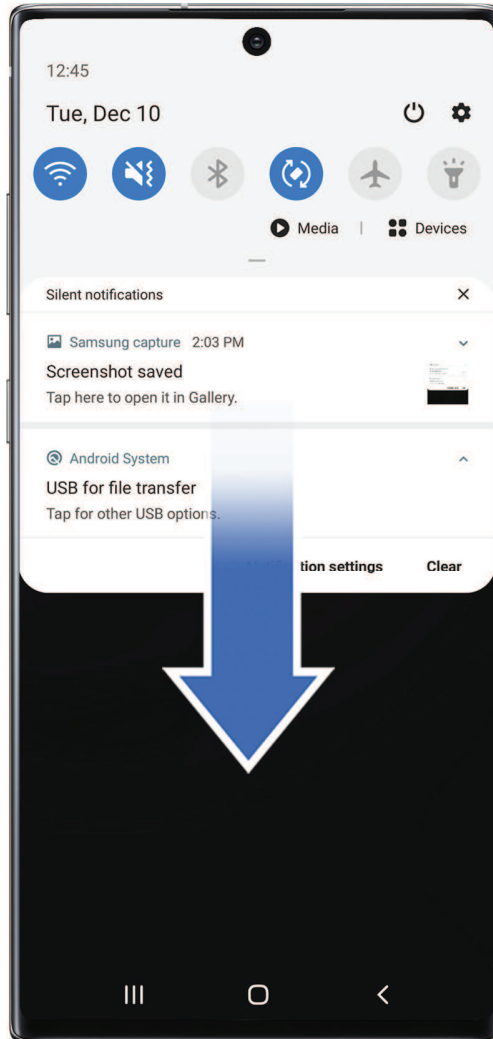 12:45
Tue, Dec 10
Media | Devices
Silent notifications
Samsung capture 2:03 PM
Screenshot saved
Tap here to open it in Gallery.
Android System
USB for file transfer
Tap for other USB options.
settings Clear